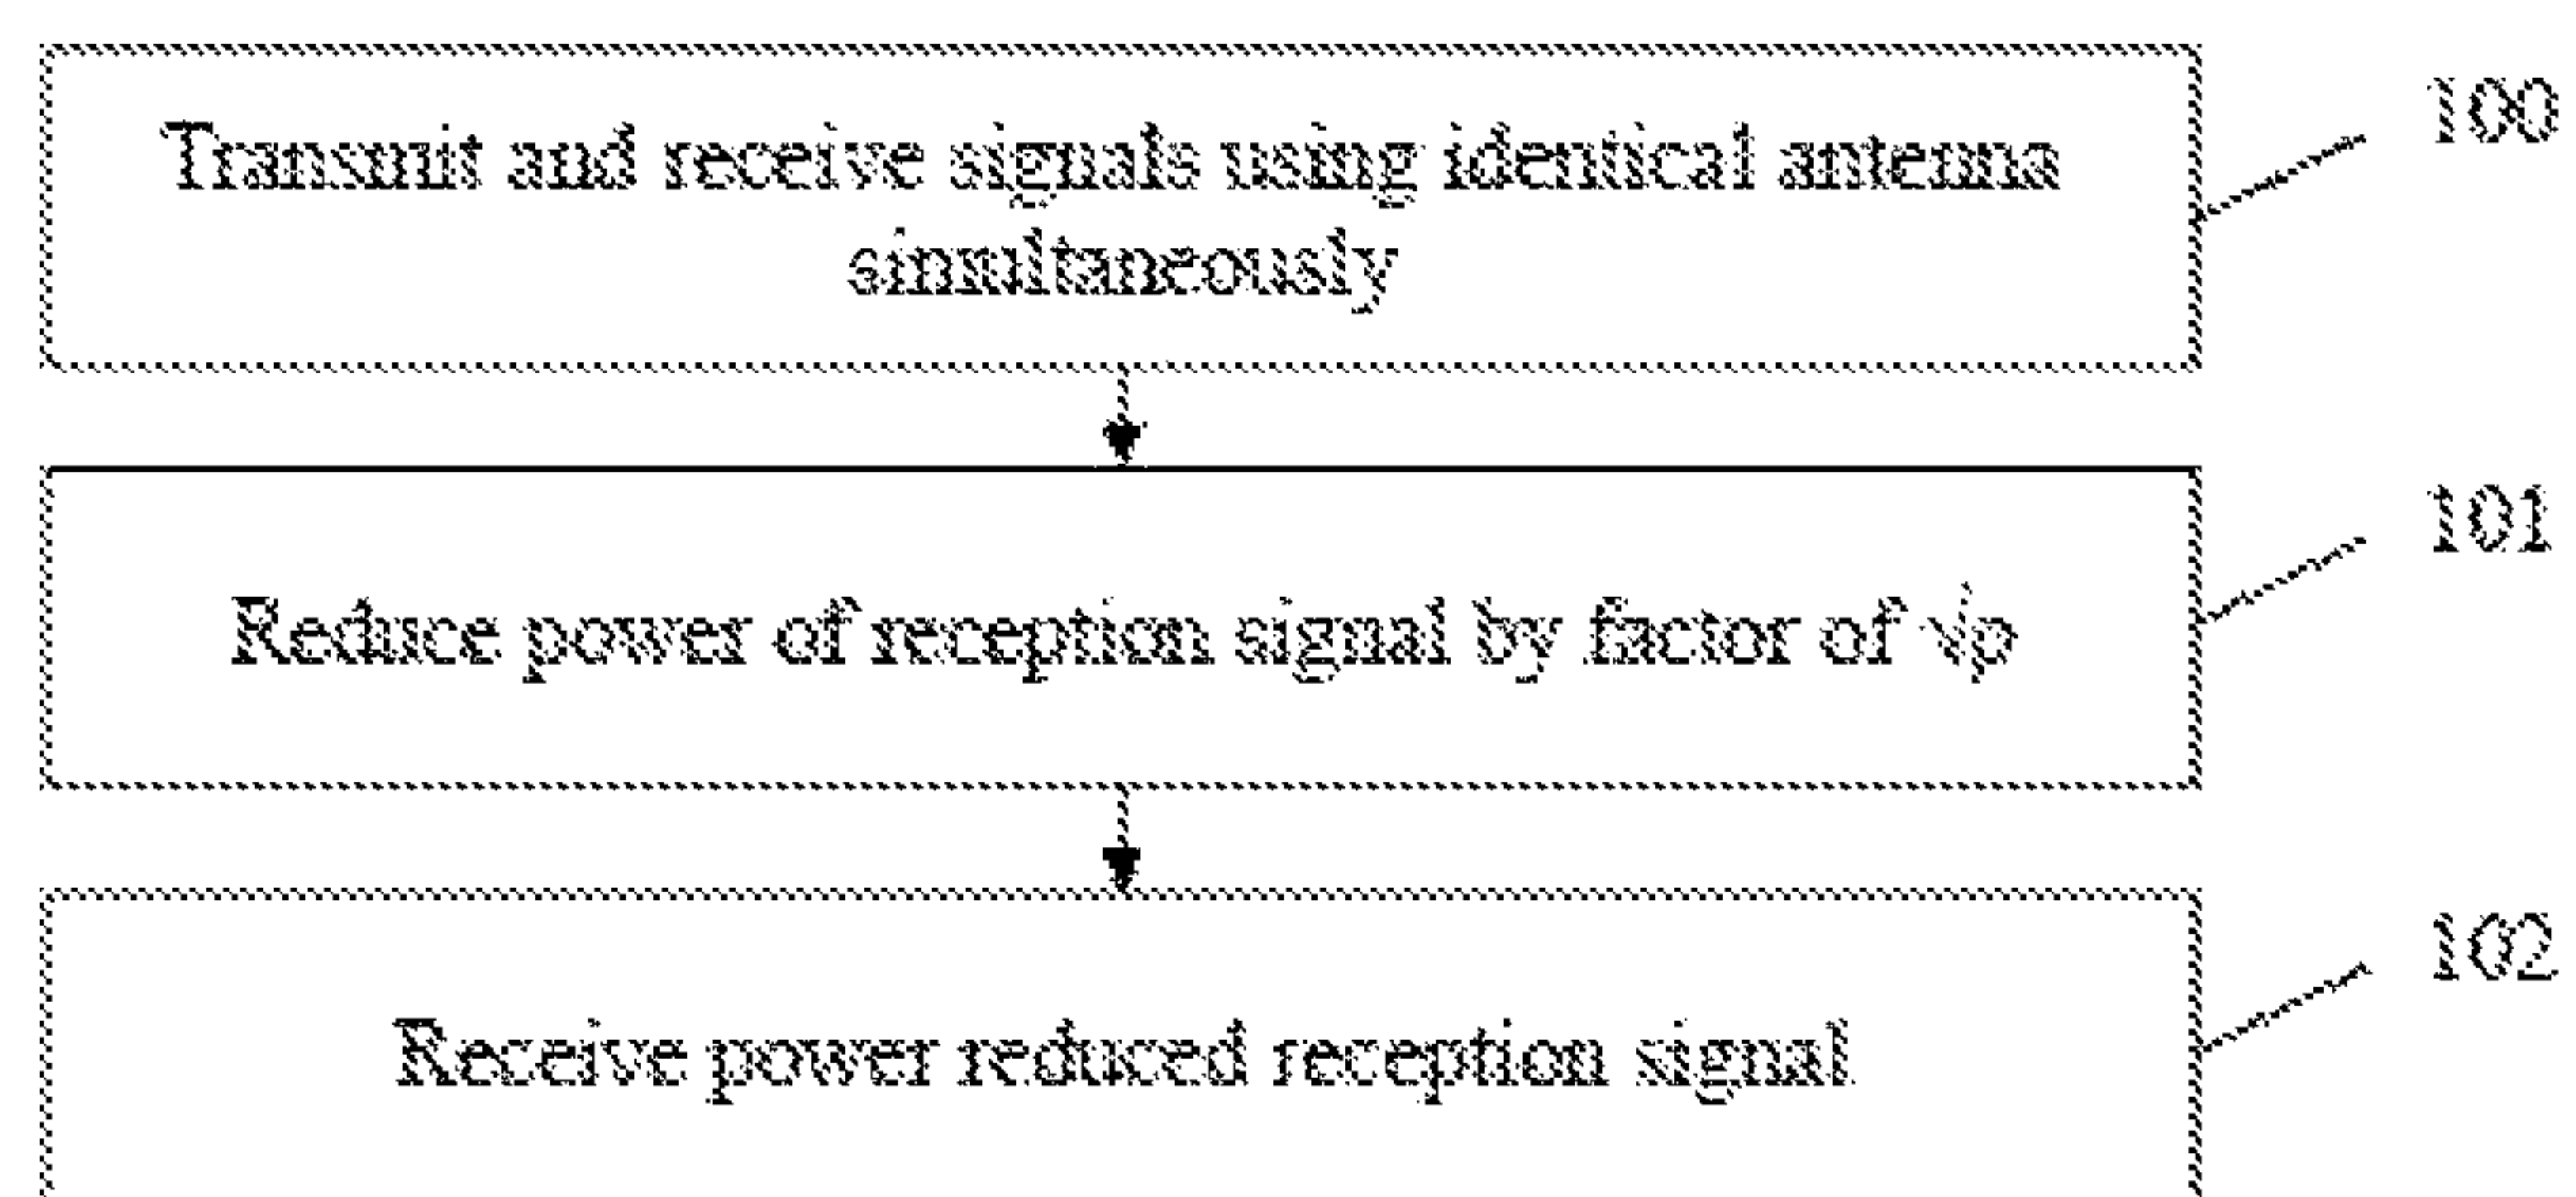 Transmit and receive signals using identical antenna
simultaneously
100
Reduce power of reception signal by factor of √ρ
101
Receive power reduced reception signal
102